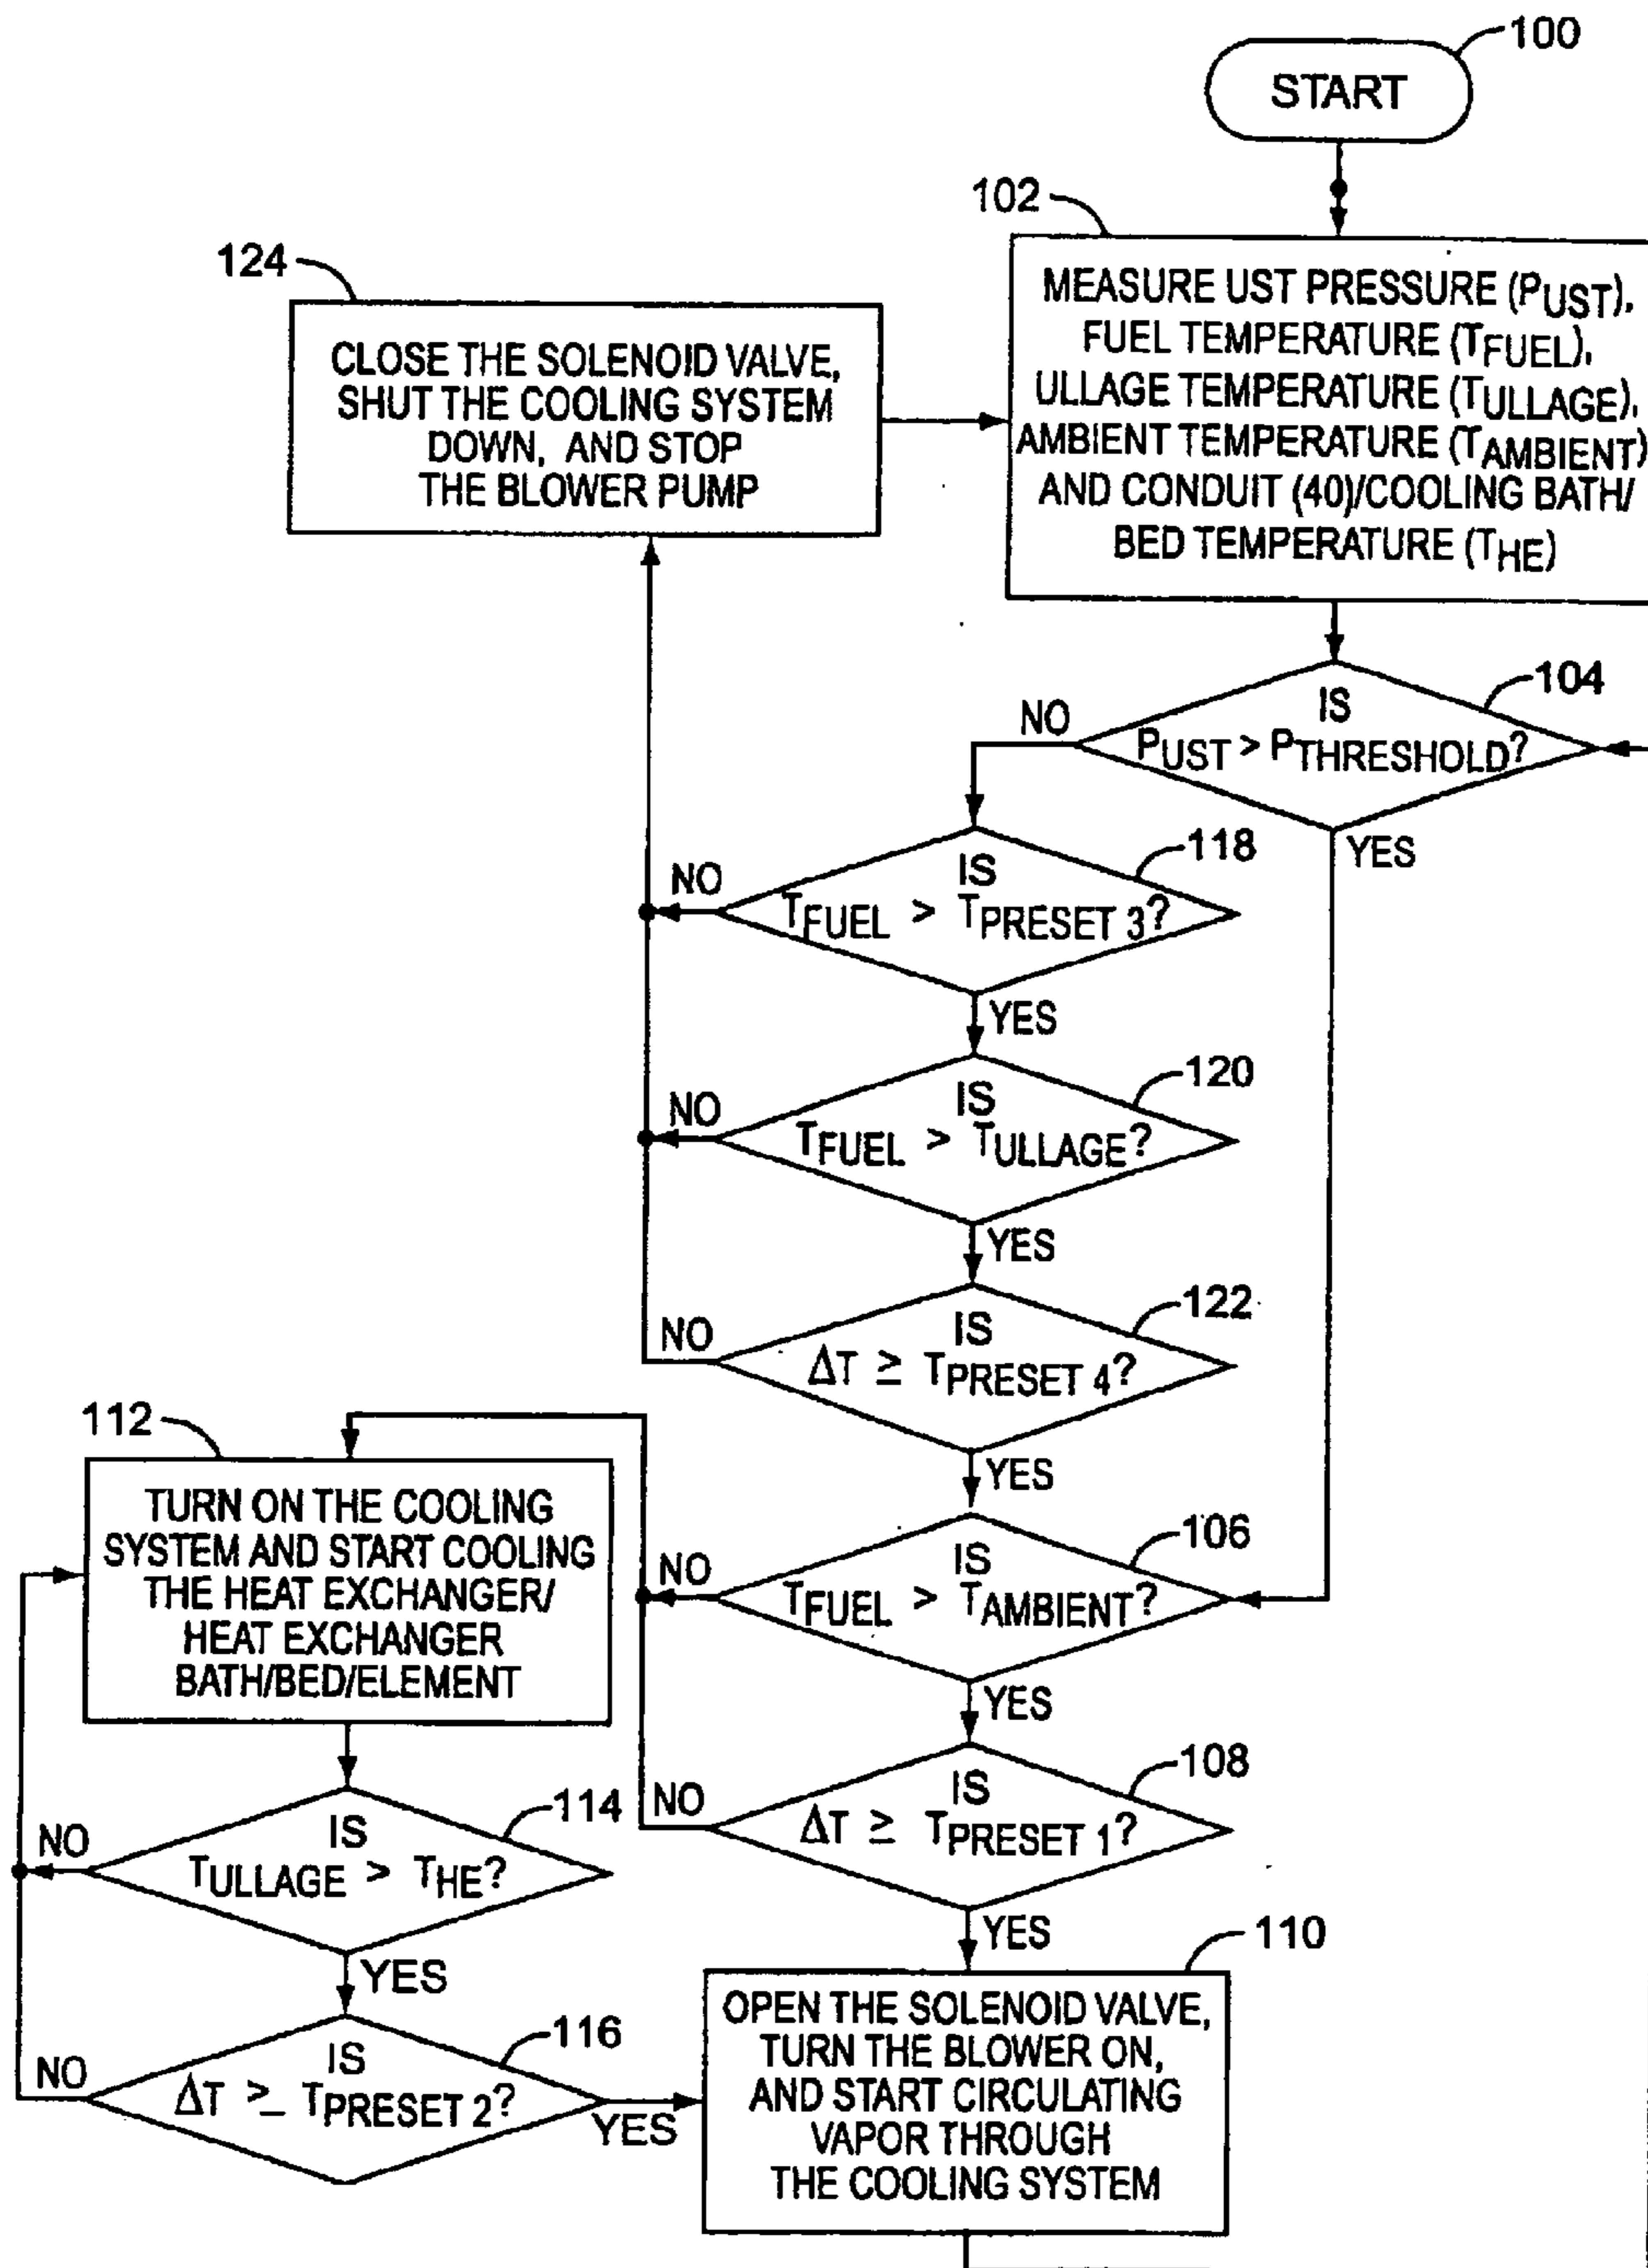 100
START
102
MEASURE UST PRESSURE (PUST),
FUEL TEMPERATURE (TFUEL),
ULLAGE TEMPERATURE (TULLAGE),
AMBIENT TEMPERATURE (TAMBIENT)
AND CONDUIT (40)/COOLING BATH/
BED TEMPERATURE (THE)
124
CLOSE THE SOLENOID VALVE,
SHUT THE COOLING SYSTEM
DOWN, AND STOP
THE BLOWER PUMP
104
IS
PUST > PTHRESHOLD?
NO
YES
118
IS
TFUEL > TPRESET 3?
NO
YES
120
IS
TFUEL > TULLAGE?
NO
YES
122
IS
ΔT ≥ TPRESET 4?
NO
YES
106
IS
TFUEL > TAMBIENT?
NO
YES
108
IS
ΔT ≥ TPRESET 1?
NO
YES
112
TURN ON THE COOLING
SYSTEM AND START COOLING
THE HEAT EXCHANGER/
HEAT EXCHANGER
BATH/BED/ELEMENT
114
IS
TULLAGE > THE?
NO
YES
116
IS
ΔT ≥ TPRESET 2?
NO
YES
110
OPEN THE SOLENOID VALVE,
TURN THE BLOWER ON,
AND START CIRCULATING
VAPOR THROUGH
THE COOLING SYSTEM